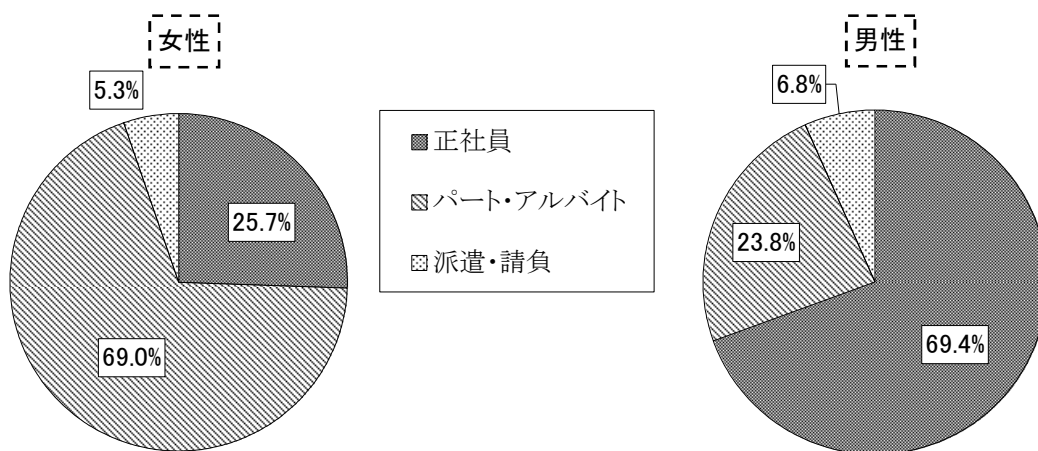 女性
5.3%
25.7%
69.0%
正社員
パート・アルバイト
派遣・請負
男性
6.8%
23.8%
69.4%